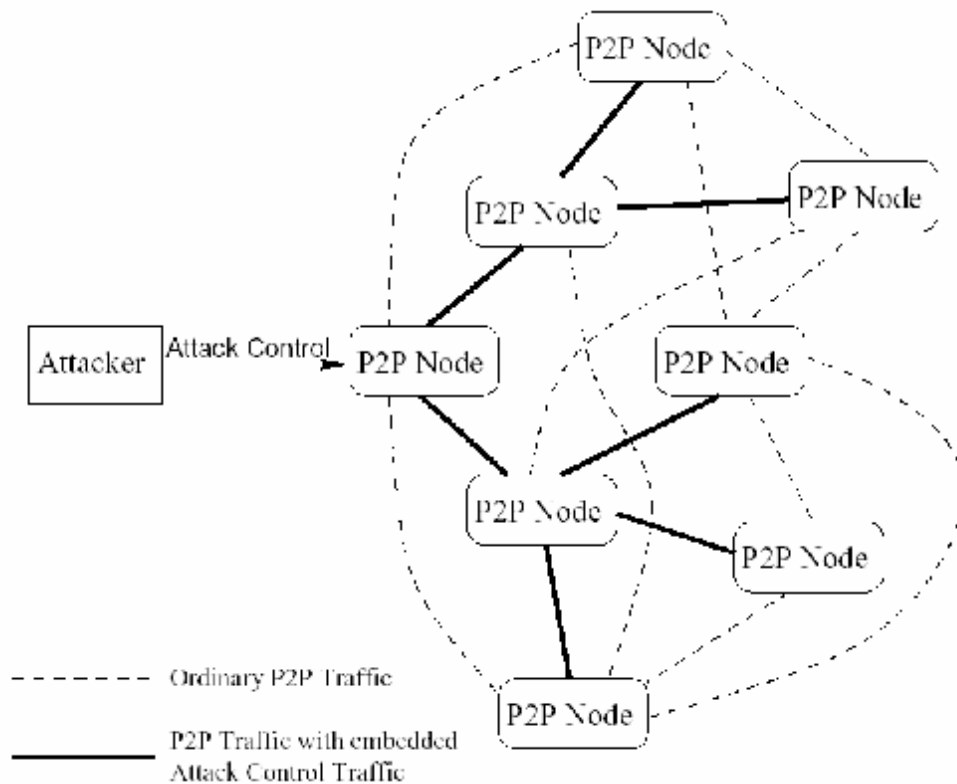 P2P Node
P2P Node
P2P Node
Attacker
Attack Control
P2P Node
P2P Node
P2P Node
P2P Node
P2P Node
Ordinary P2P Traffic
P2P Traffic with embedded
Attack Control Traffic